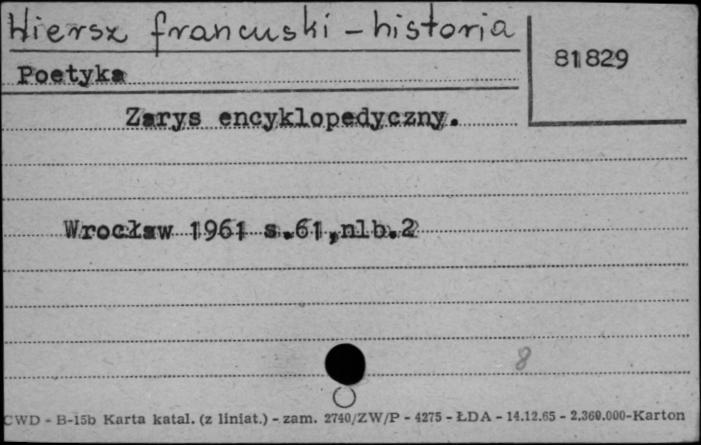 Wiersz francuski - historia
81829
Poetyka
Zarys encyklopedyczny.
Wrocław 1961 s.61,nlb.2
8
CWD - B-15b Karta katal. (z liniat.) - zam. 2740/ZW/P - 4275 - ŁDA - 14.12.65 - 2.360.000-Karton